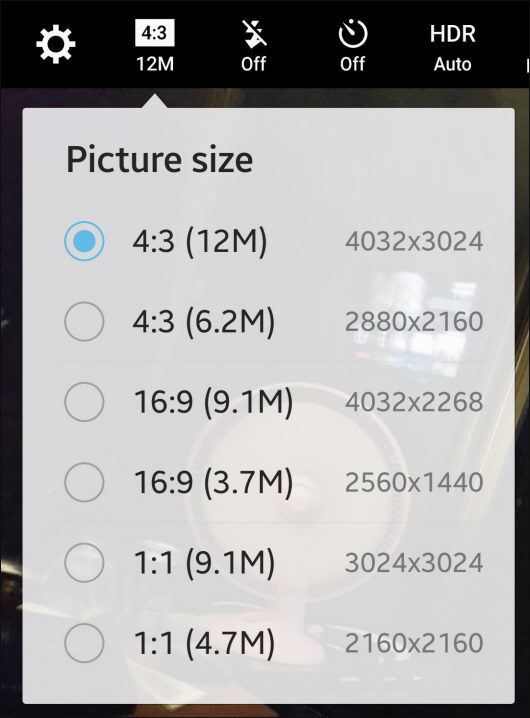 4:3 HDR
12M Off Off Auto
Picture size
4:3 (12M) 4032x3024
4:3 (6.2M) 2880x2160
16:9 (9.1M) 4032x2268
16:9 (3.7M) 2560x1440
1:1 (9.1M) 3024x3024
1:1 (4.7M) 2160x2160